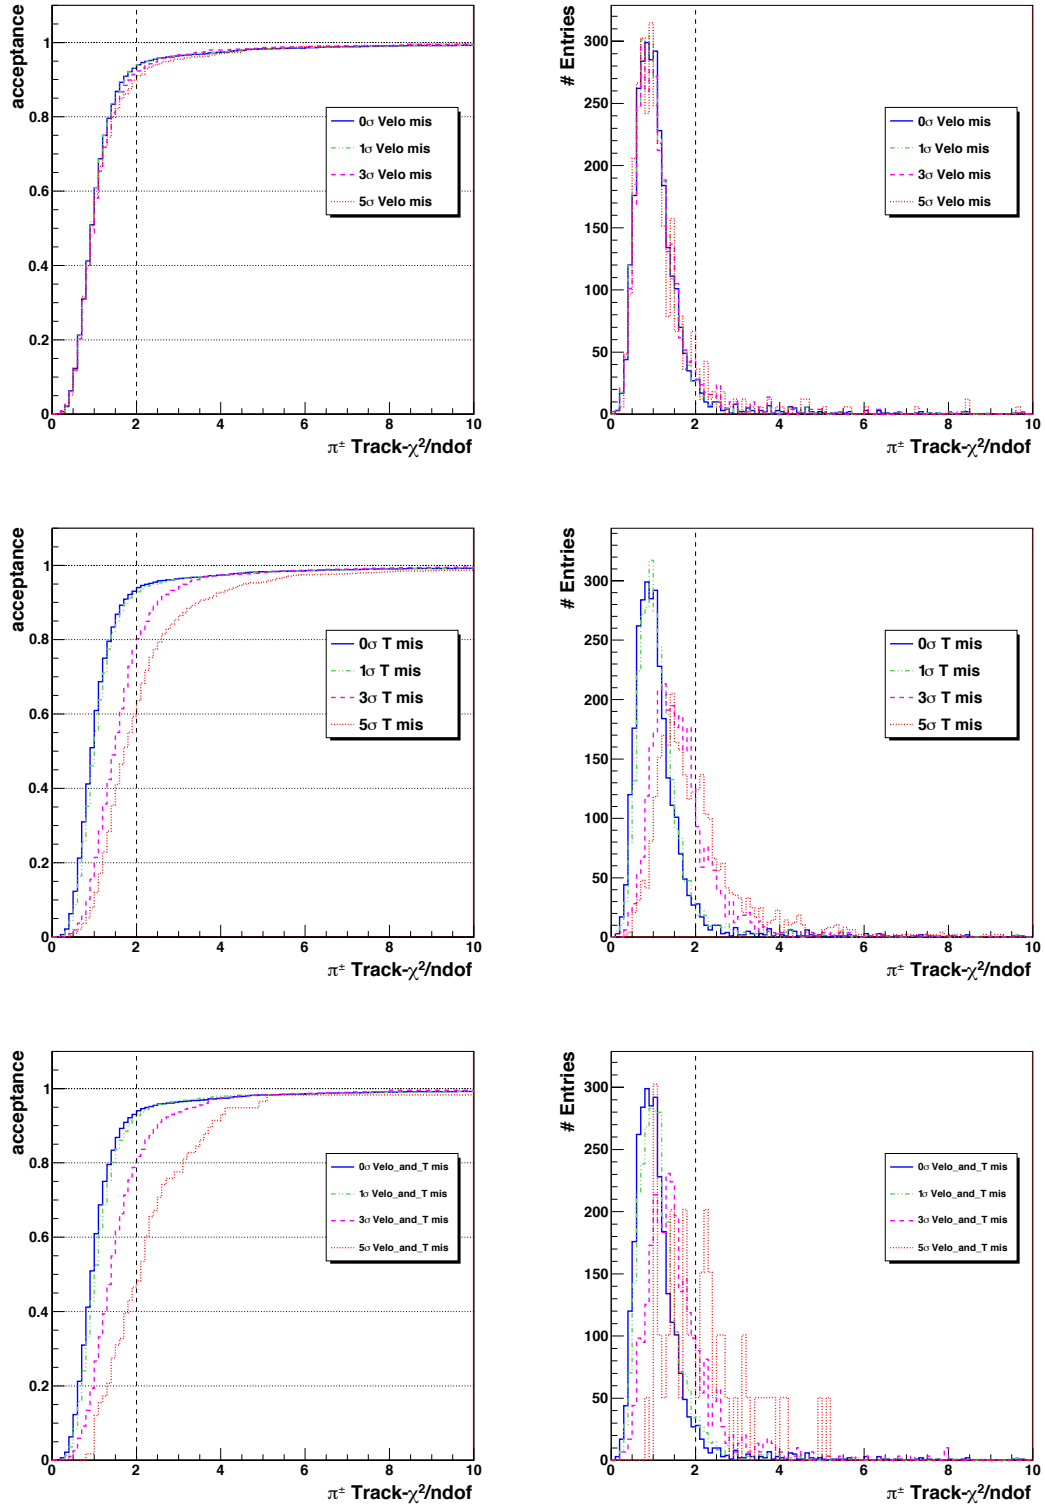 acceptance
1
0.8
0.6
0.4
0.2
0
0σ Velo mis
1σ Velo mis
3σ Velo mis
5σ Velo mis
0 2 4 6 8 10
π± Track-χ²/ndof
# Entries
300
250
200
150
100
50
0
0σ Velo mis
1σ Velo mis
3σ Velo mis
5σ Velo mis
0 2 4 6 8 10
π± Track-χ²/ndof
acceptance
1
0.8
0.6
0.4
0.2
0
0σ T mis
1σ T mis
3σ T mis
5σ T mis
0 2 4 6 8 10
π± Track-χ²/ndof
# Entries
300
250
200
150
100
50
0
0σ T mis
1σ T mis
3σ T mis
5σ T mis
0 2 4 6 8 10
π± Track-χ²/ndof
acceptance
1
0.8
0.6
0.4
0.2
0
0σ Velo_and_T mis
1σ Velo_and_T mis
3σ Velo_and_T mis
5σ Velo_and_T mis
0 2 4 6 8 10
π± Track-χ²/ndof
# Entries
300
250
200
150
100
50
0
0σ Velo_and_T mis
1σ Velo_and_T mis
3σ Velo_and_T mis
5σ Velo_and_T mis
0 2 4 6 8 10
π± Track-χ²/ndof